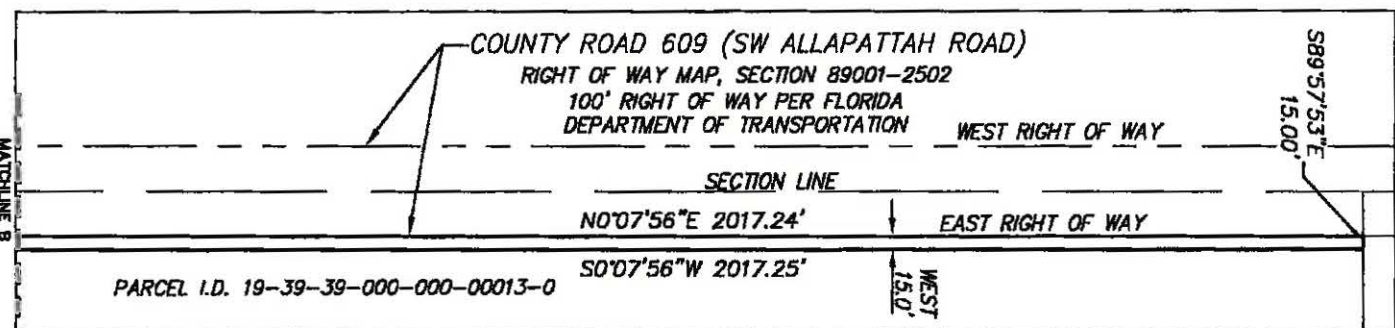 COUNTY ROAD 609 (SW ALLAPATTAH ROAD)
RIGHT OF WAY MAP, SECTION 89001-2502
100' RIGHT OF WAY PER FLORIDA
DEPARTMENT OF TRANSPORTATION
WEST RIGHT OF WAY
S89°57'53"E
15.00'
SECTION LINE
MATCHLINE B
N0°07'56"E 2017.24'
EAST RIGHT OF WAY
S0°07'56"W 2017.25'
WEST
15.0'
PARCEL I.D. 19-39-39-000-000-00013-0